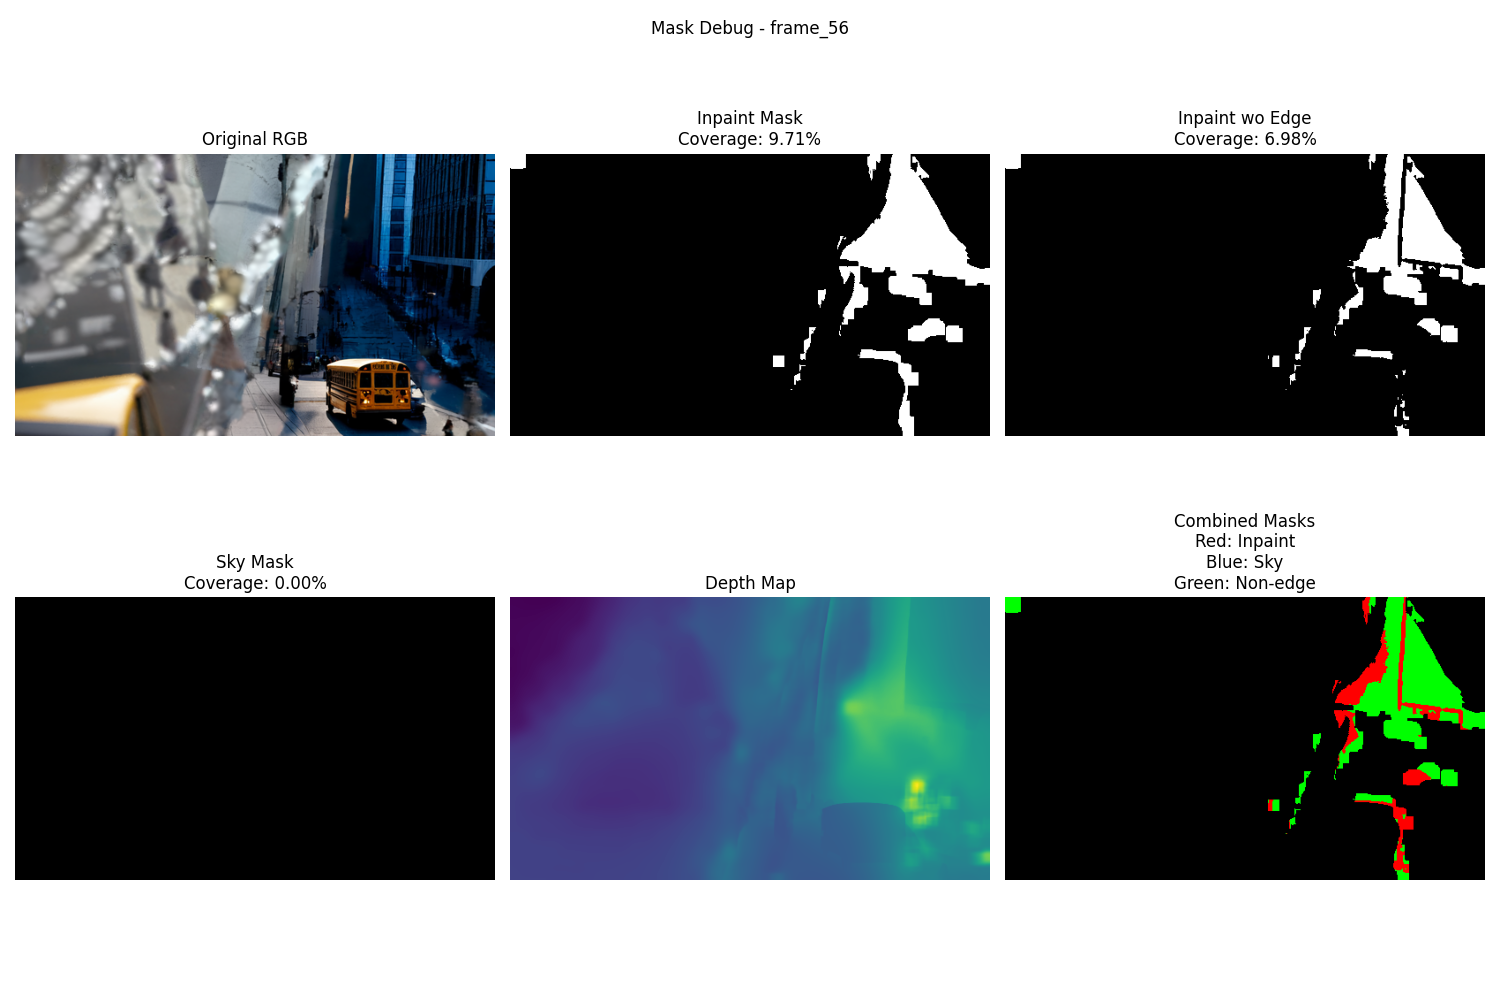 Mask Debug - frame_56
Original RGB
Inpaint Mask
Coverage: 9.71%
Inpaint wo Edge
Coverage: 6.98%
Sky Mask
Coverage: 0.00%
Depth Map
Combined Masks
Red: Inpaint
Blue: Sky
Green: Non-edge